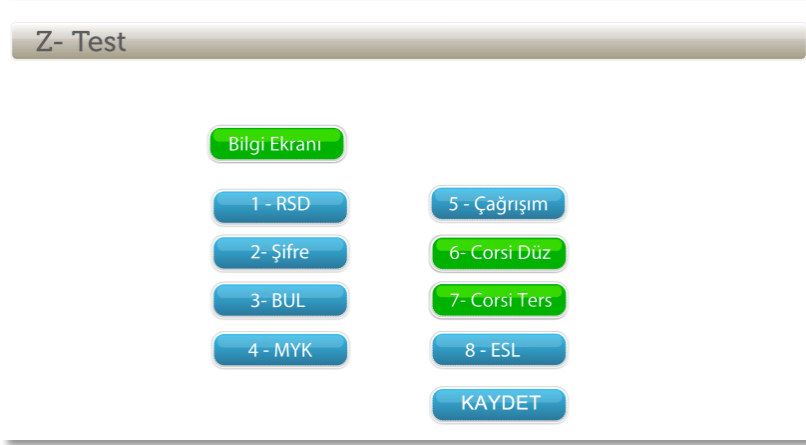 Z- Test
Bilgi Ekranı
1 - RSD
2- Şifre
3- BUL
4 - MYK
5 - Çağrışım
6- Corsi Düz
7- Corsi Ters
8 - ESL
KAYDET